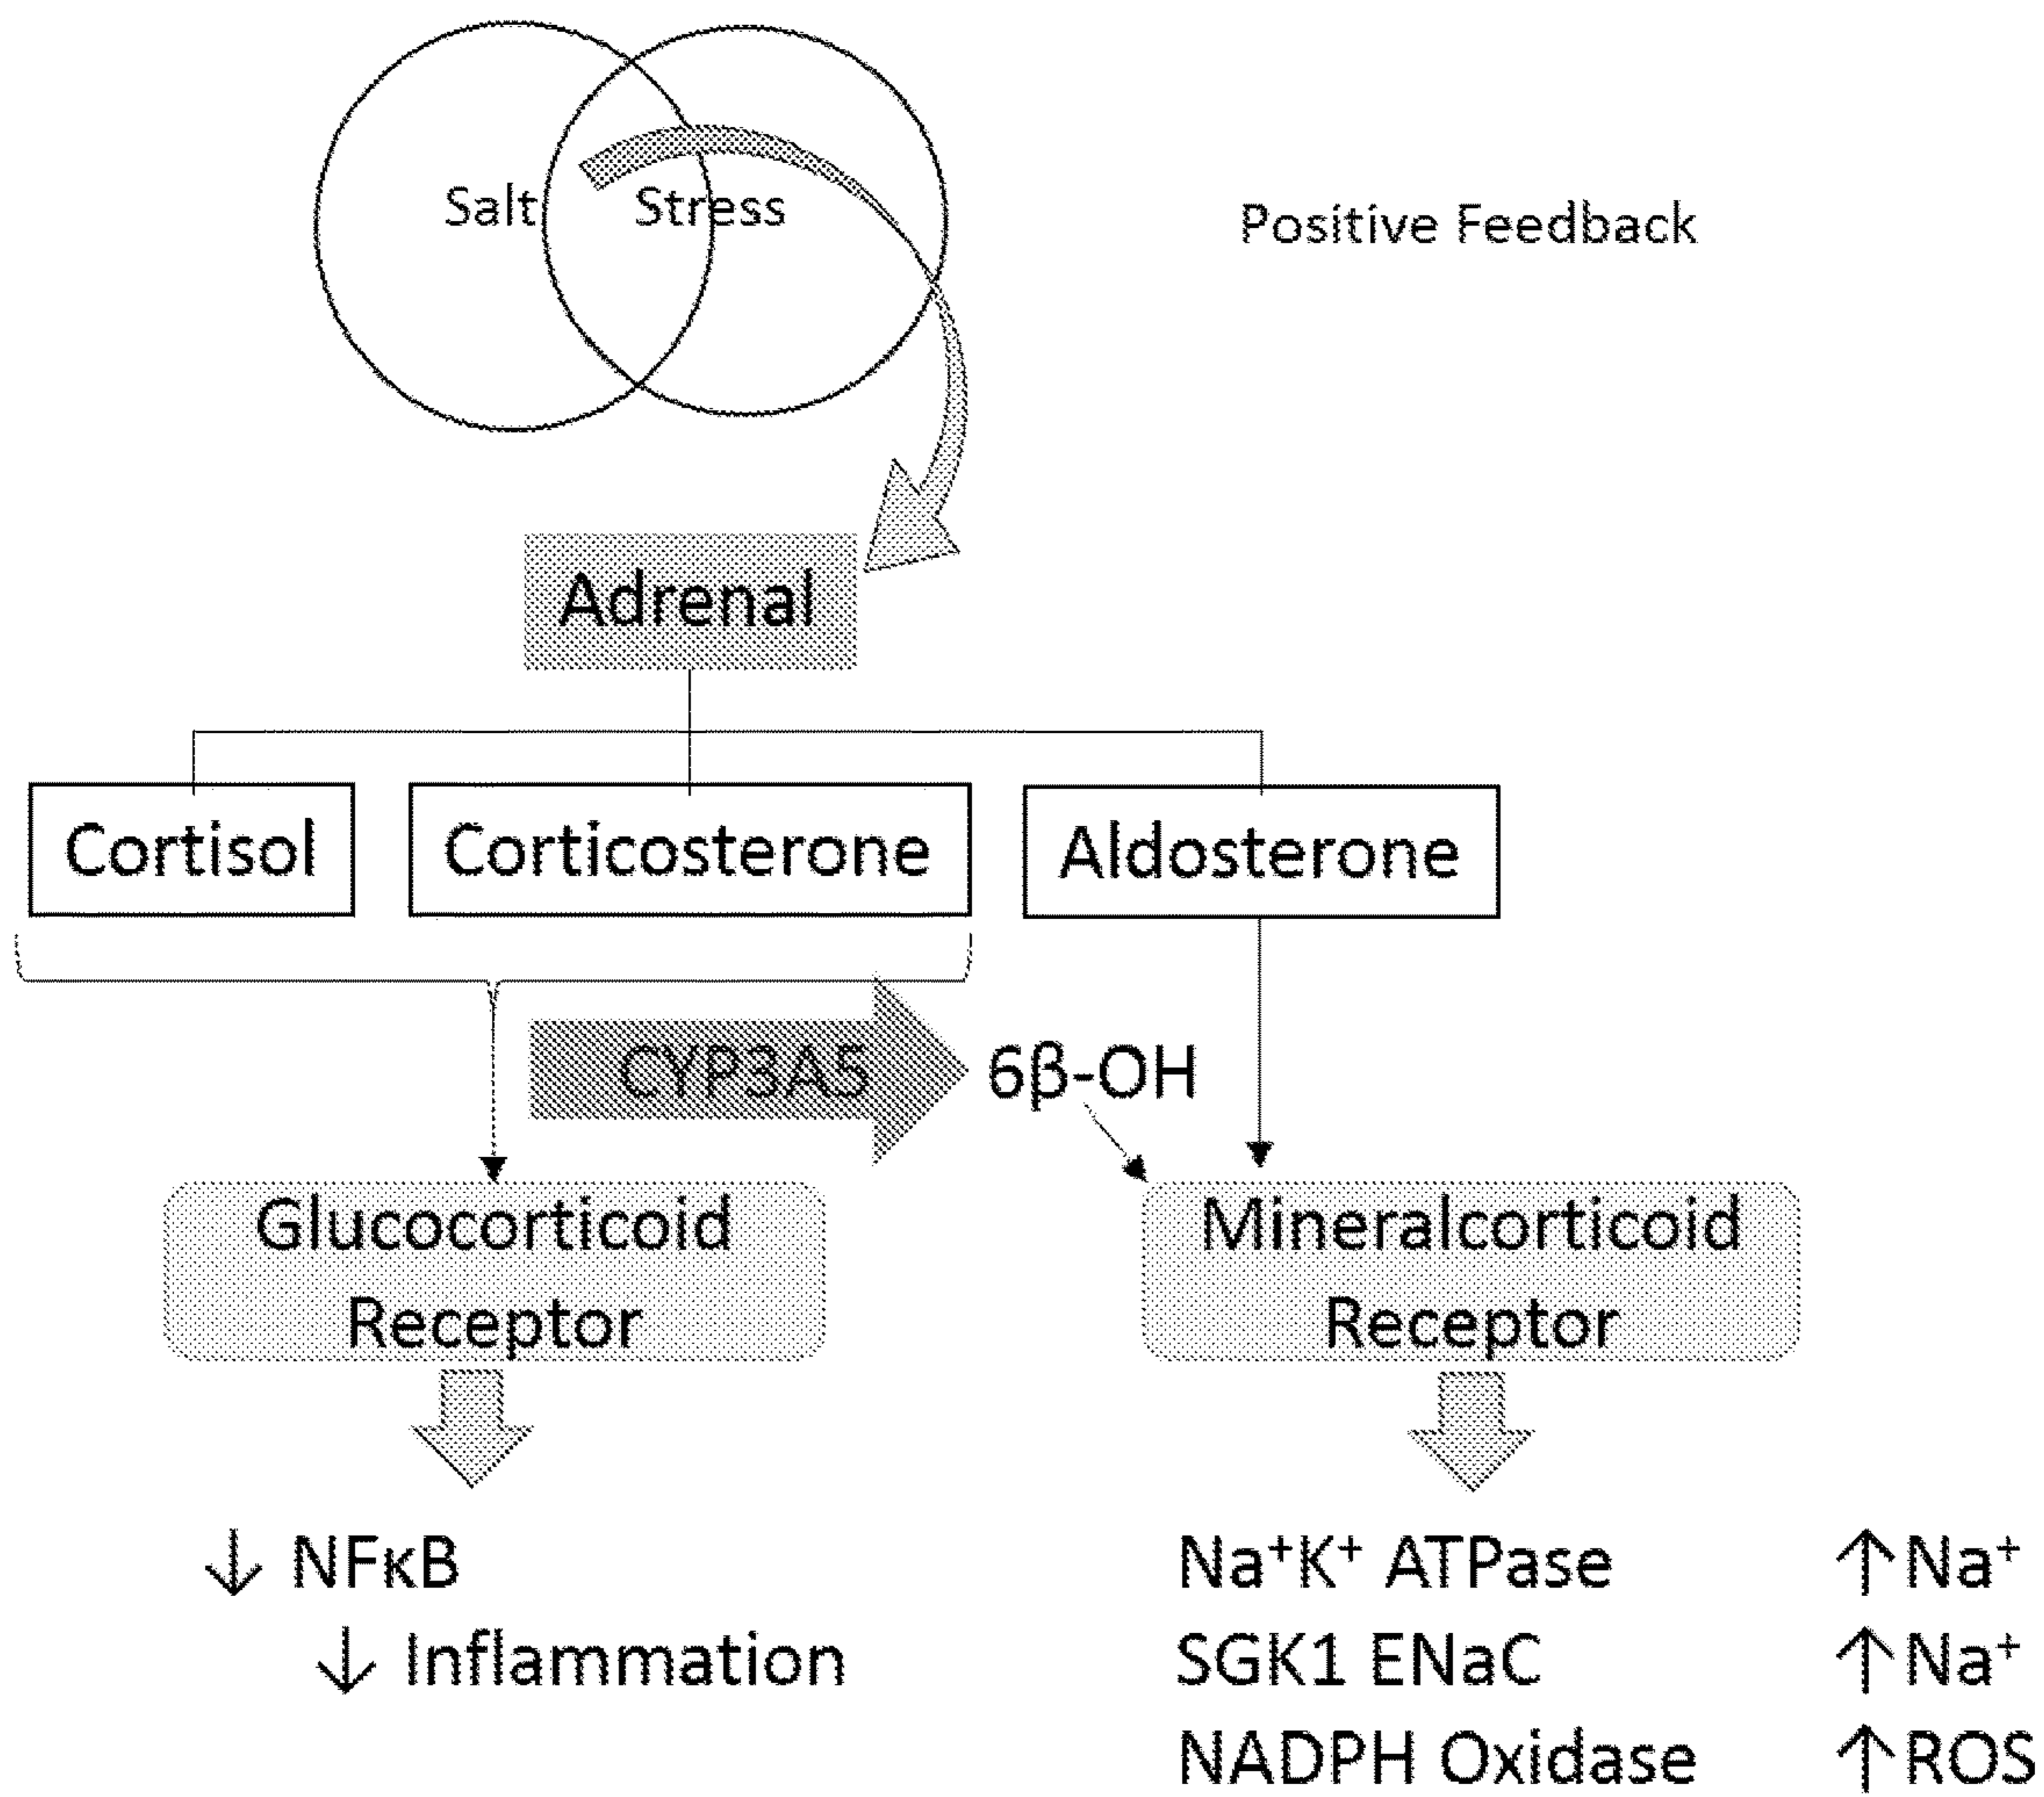 Salt
Stress
Positive Feedback
Adrenal
Cortisol
Corticosterone
Aldosterone
CYP3A5
6β-OH
Glucocorticoid
Receptor
Mineralcorticoid
Receptor
↓ NFκB
↓ Inflammation
Na⁺K⁺ ATPase ↑Na⁺
SGK1 ENaC ↑Na⁺
NADPH Oxidase ↑ROS